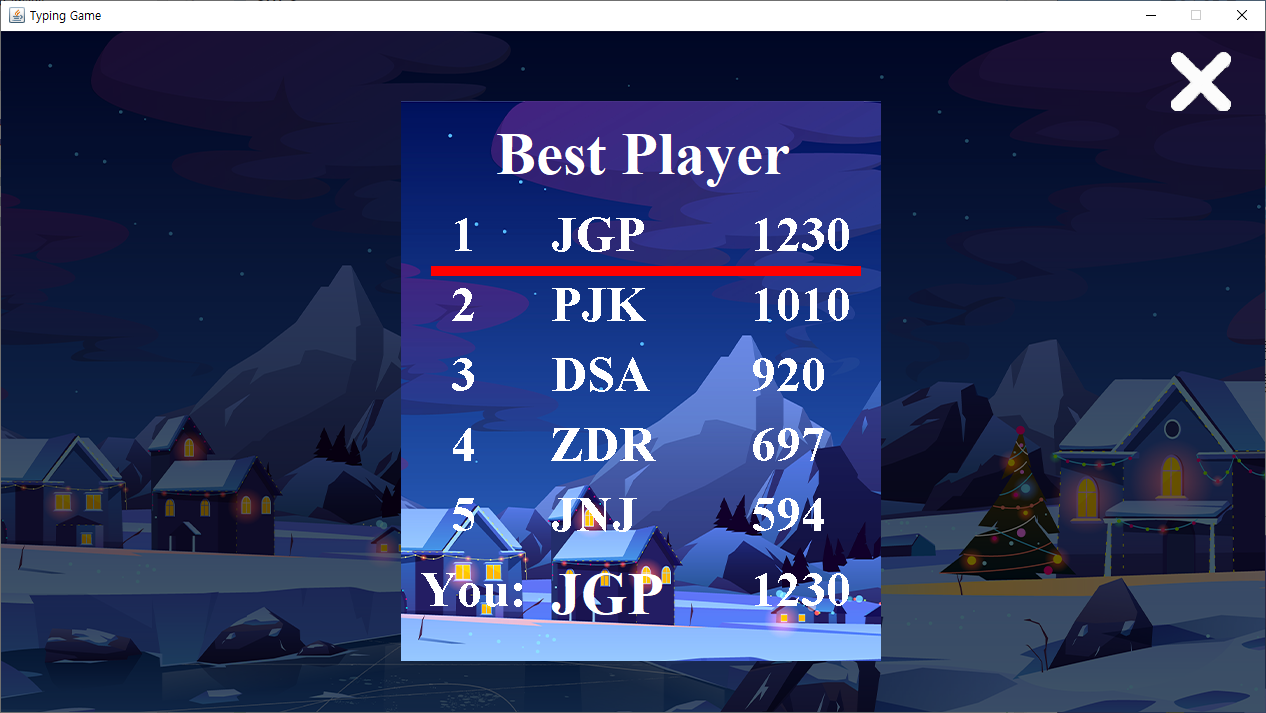 Typing Game
Best Player
1 JGP 1230
2 PJK 1010
3 DSA 920
4 ZDR 697
5 JNJ 594
You: JGP 1230